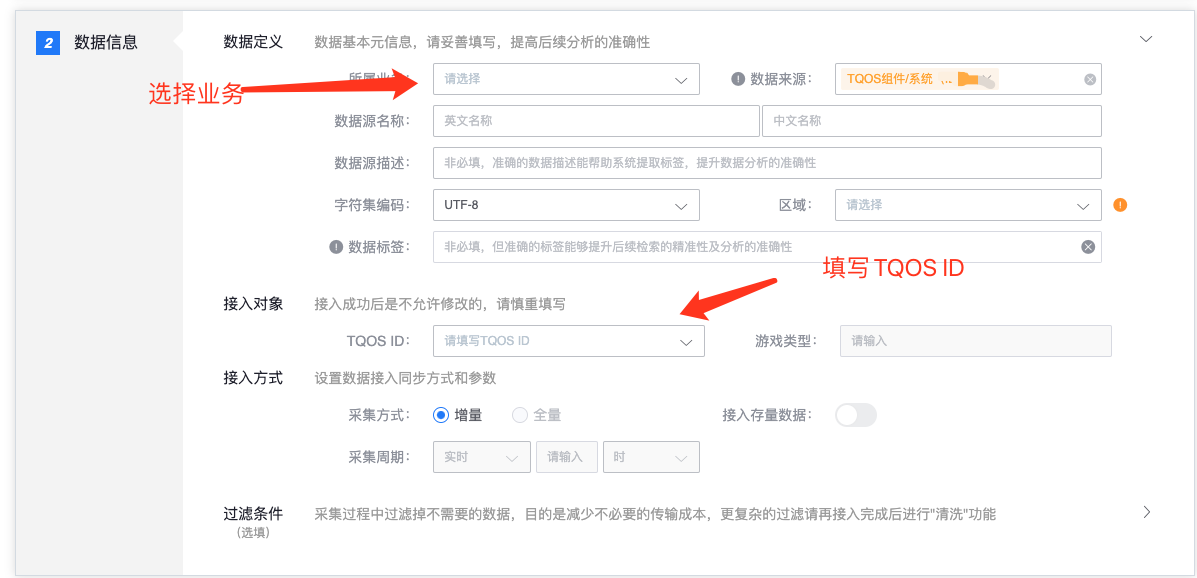 2 数据信息
数据定义 数据基本元信息，请妥善填写，提高后续分析的准确性
选择业务
请选择 数据来源： TQOS组件/系统 （...
数据源名称： 英文名称 中文名称
数据源描述： 非必填，准确的数据描述能帮助系统提取标签，提升数据分析的准确性
字符集编码： UTF-8 区域： 请选择
数据标签： 非必填，但准确的标签能够提升后续检索的精准性及分析的准确性
填写 TQOS ID
接入对象 接入成功后是不允许修改的，请慎重填写
TQOS ID： 请填写TQOS ID 游戏类型： 请输入
接入方式 设置数据接入同步方式和参数
采集方式： 增量 全量 接入存量数据：
采集周期： 实时 请输入 时
过滤条件 采集过程中过滤掉不需要的数据，目的是减少不必要的传输成本，更复杂的过滤请再接入完成后进行"清洗"功能
(选填)